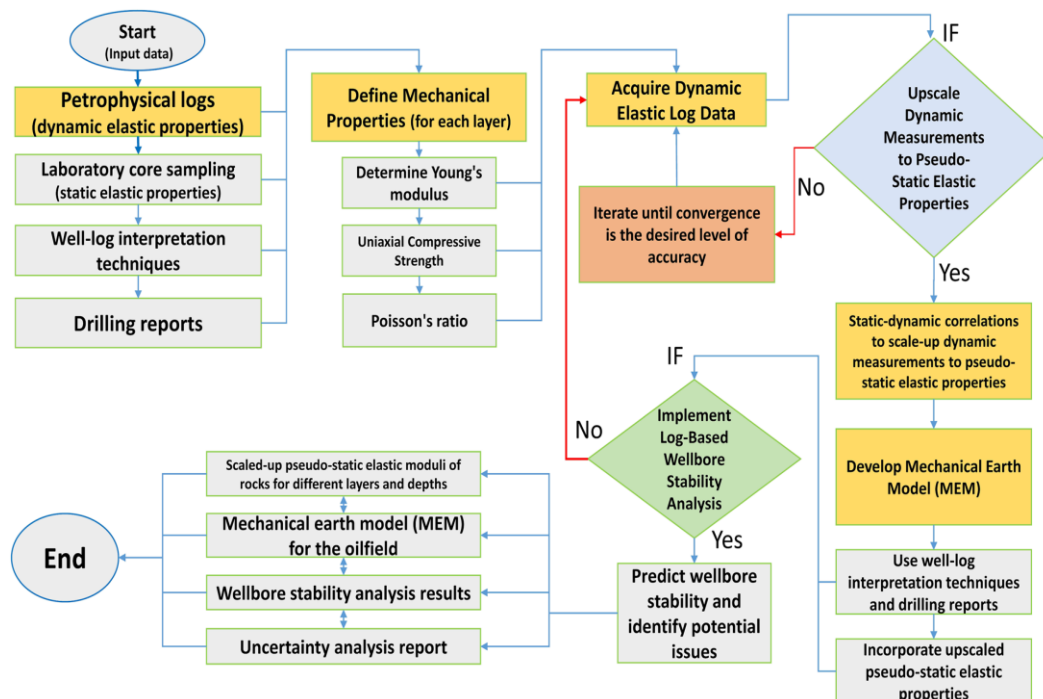 Start
(Input data)
Petrophysical logs
(dynamic elastic properties)
Laboratory core sampling
(static elastic properties)
Well-log interpretation
techniques
Drilling reports
Define Mechanical
Properties (for each layer)
Determine Young's
modulus
Uniaxial Compressive
Strength
Poisson's ratio
Acquire Dynamic
Elastic Log Data
Iterate until convergence
is the desired level of
accuracy
IF
Upscale
Dynamic
Measurements
to Pseudo-
Static Elastic
Properties
No
Yes
Static-dynamic correlations
to scale-up dynamic
measurements to pseudo-
static elastic properties
Develop Mechanical Earth
Model (MEM)
Use well-log
interpretation techniques
and drilling reports
Incorporate upscaled
pseudo-static elastic
properties
IF
Implement
Log-Based
Wellbore
Stability
Analysis
No
Yes
Predict wellbore
stability and
identify potential
issues
Scaled-up pseudo-static elastic moduli of
rocks for different layers and depths
Mechanical earth model (MEM)
for the oilfield
Wellbore stability analysis results
Uncertainty analysis report
End